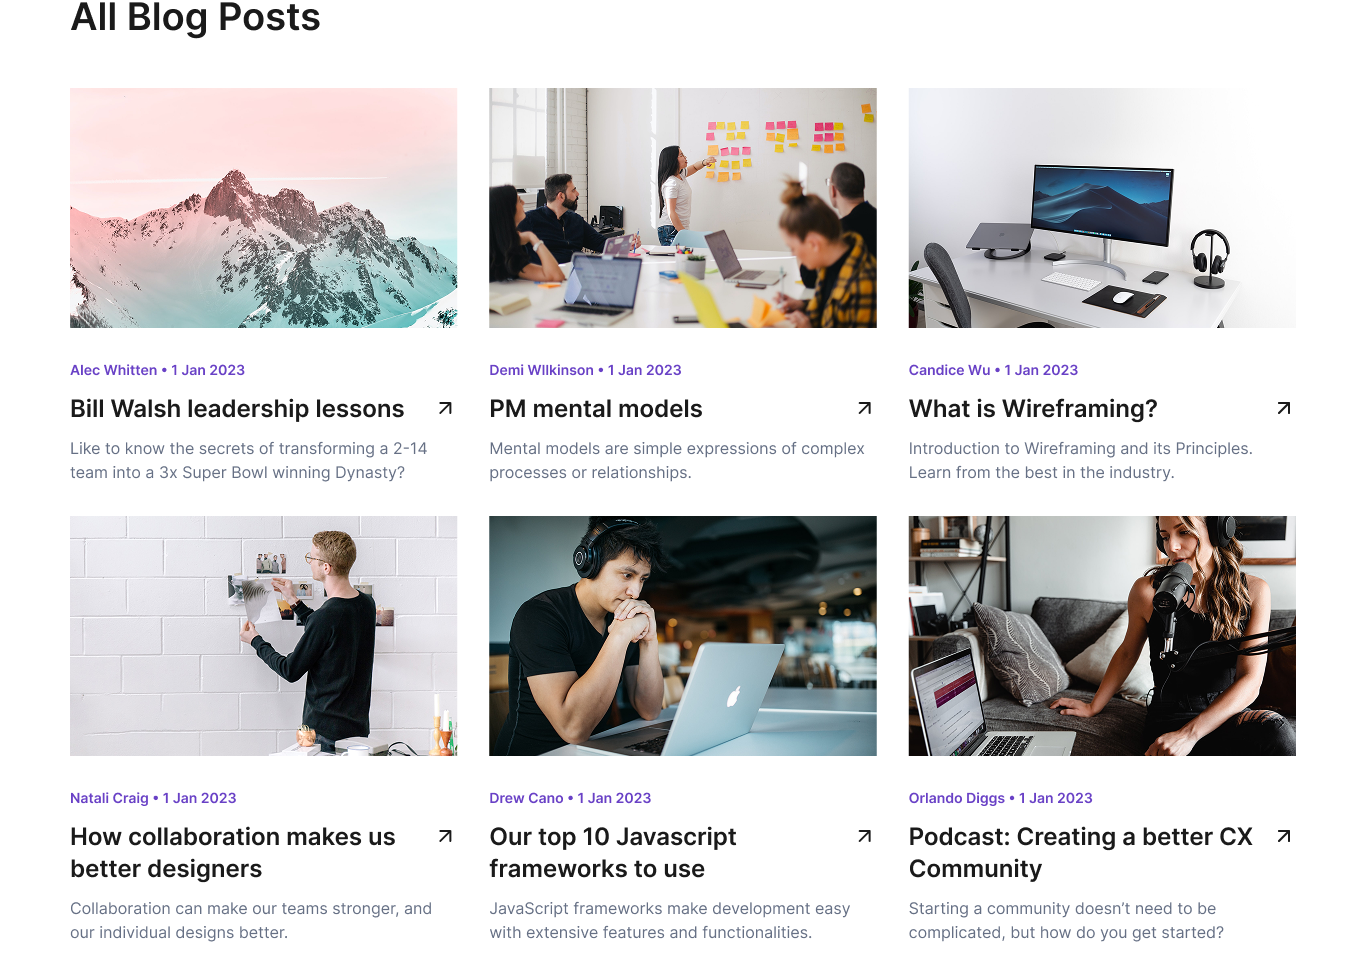 All Blog Posts
Alec Whitten • 1 Jan 2023
Bill Walsh leadership lessons
Like to know the secrets of transforming a 2-14
team into a 3x Super Bowl winning Dynasty?
Demi WIlkinson • 1 Jan 2023
PM mental models
Mental models are simple expressions of complex
processes or relationships.
Candice Wu • 1 Jan 2023
What is Wireframing?
Introduction to Wireframing and its Principles.
Learn from the best in the industry.
Natali Craig • 1 Jan 2023
How collaboration makes us
better designers
Collaboration can make our teams stronger, and
our individual designs better.
Drew Cano • 1 Jan 2023
Our top 10 Javascript
frameworks to use
JavaScript frameworks make development easy
with extensive features and functionalities.
Orlando Diggs • 1 Jan 2023
Podcast: Creating a better CX
Community
Starting a community doesn’t need to be
complicated, but how do you get started?